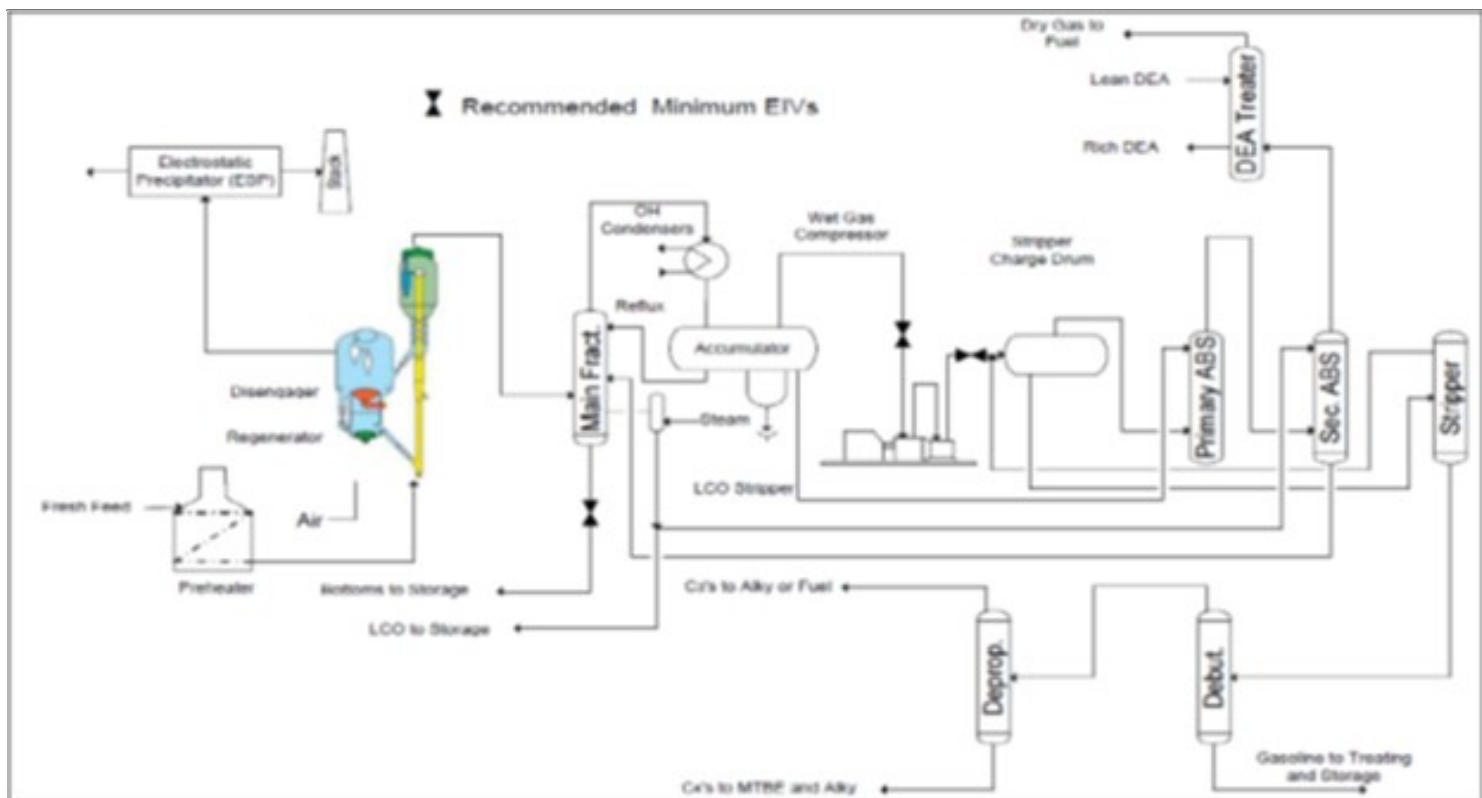 Dry Gas to
Fuel
Lean DEA
Rich DEA
DEA Treater
Recommended Minimum EIVs
Electrostatic
Precipitator (ESP)
Stack
OH
Condensers
Wet Gas
Compressor
Stripper
Charge Drum
Reflux
Accumulator
Main Fract.
Primary ABS
Sec. ABS
Stripper
Disengager
Regenerator
Steam
LCO Stripper
Fresh Feed
Air
Preheater
Bottoms to Storage
LCO to Storage
C3's to Alky or Fuel
Deprop.
Debut.
C4's to MTBE and Alky
Gasoline to Treating
and Storage